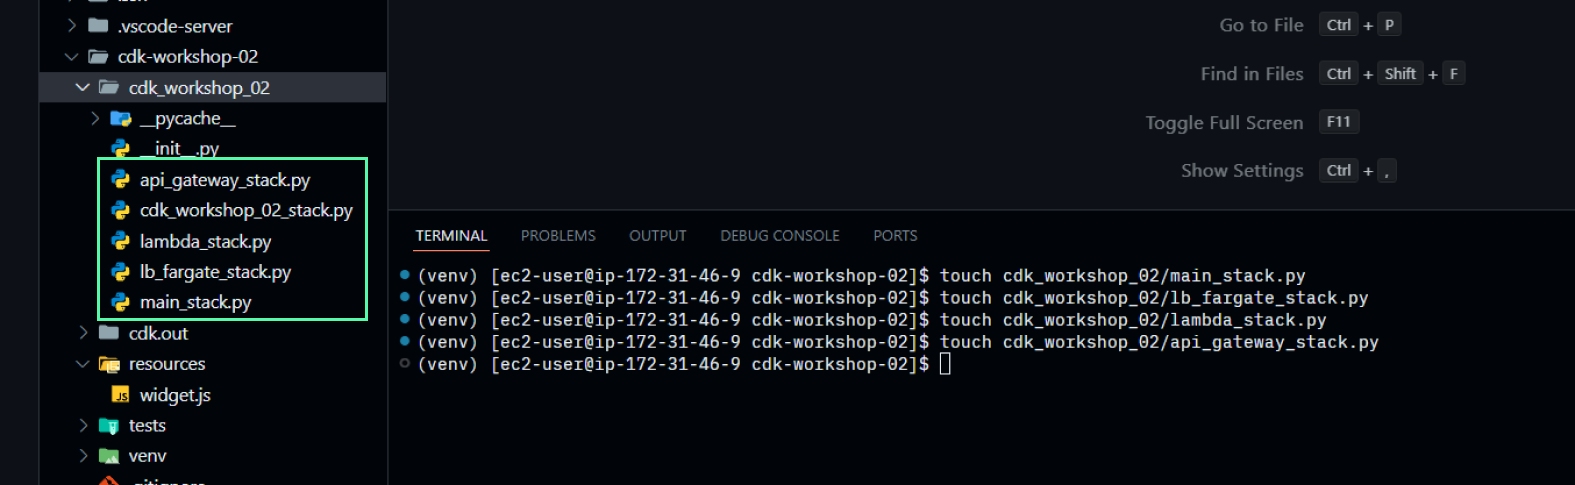 .vscode-server
cdk-workshop-02
cdk_workshop_02
__pycache__
__init__.py
api_gateway_stack.py
cdk_workshop_02_stack.py
lambda_stack.py
lb_fargate_stack.py
main_stack.py
cdk.out
resources
JS widget.js
tests
venv
.gitignore
Go to File Ctrl + P
Find in Files Ctrl + Shift + F
Toggle Full Screen F11
Show Settings Ctrl + ,
TERMINAL PROBLEMS OUTPUT DEBUG CONSOLE PORTS
(venv) [ec2-user@ip-172-31-46-9 cdk-workshop-02]$ touch cdk_workshop_02/main_stack.py
(venv) [ec2-user@ip-172-31-46-9 cdk-workshop-02]$ touch cdk_workshop_02/lb_fargate_stack.py
(venv) [ec2-user@ip-172-31-46-9 cdk-workshop-02]$ touch cdk_workshop_02/lambda_stack.py
(venv) [ec2-user@ip-172-31-46-9 cdk-workshop-02]$ touch cdk_workshop_02/api_gateway_stack.py
(venv) [ec2-user@ip-172-31-46-9 cdk-workshop-02]$